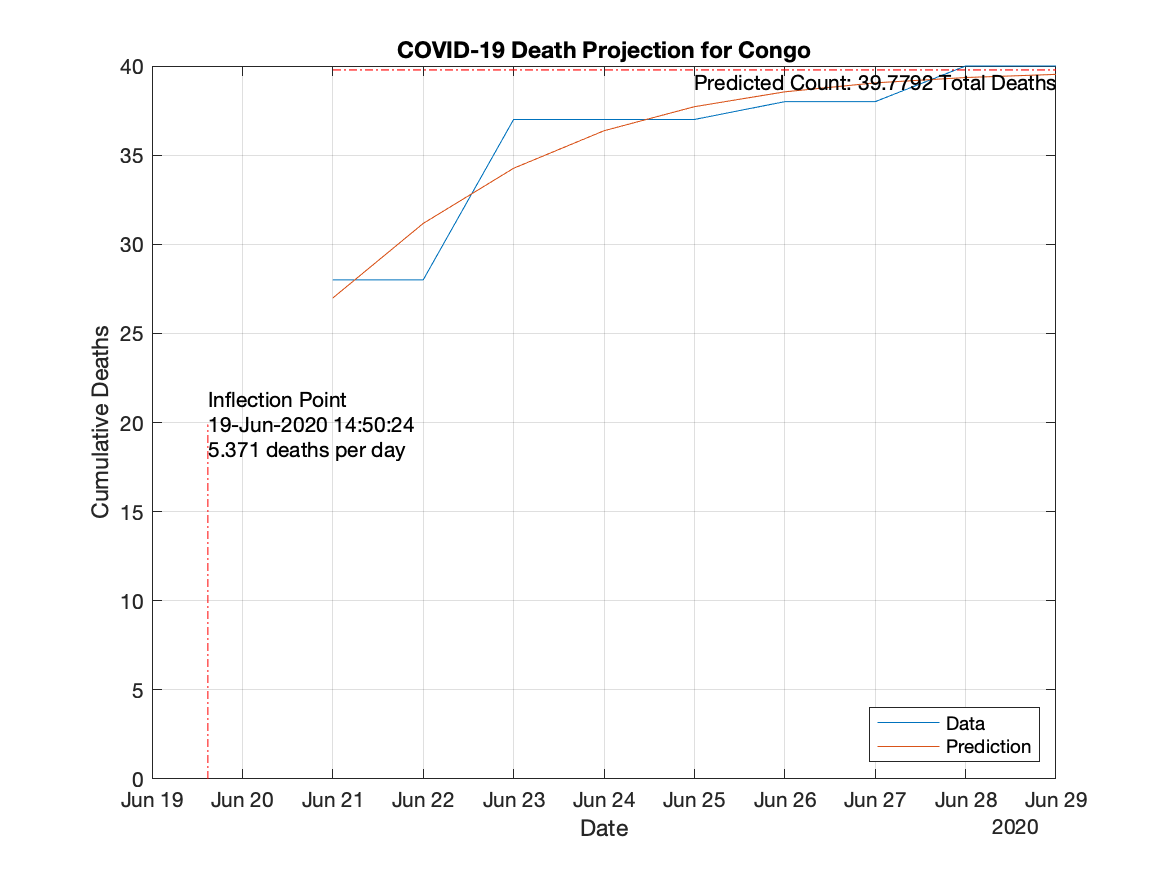 COVID-19 Death Projection for Congo
Predicted Count: 39.7792 Total Deaths
40
35
30
25
20
15
10
5
0
Cumulative Deaths
Inflection Point
19-Jun-2020 14:50:24
5.371 deaths per day
Data
Prediction
Jun 19 Jun 20 Jun 21 Jun 22 Jun 23 Jun 24 Jun 25 Jun 26 Jun 27 Jun 28 Jun 29
Date
2020